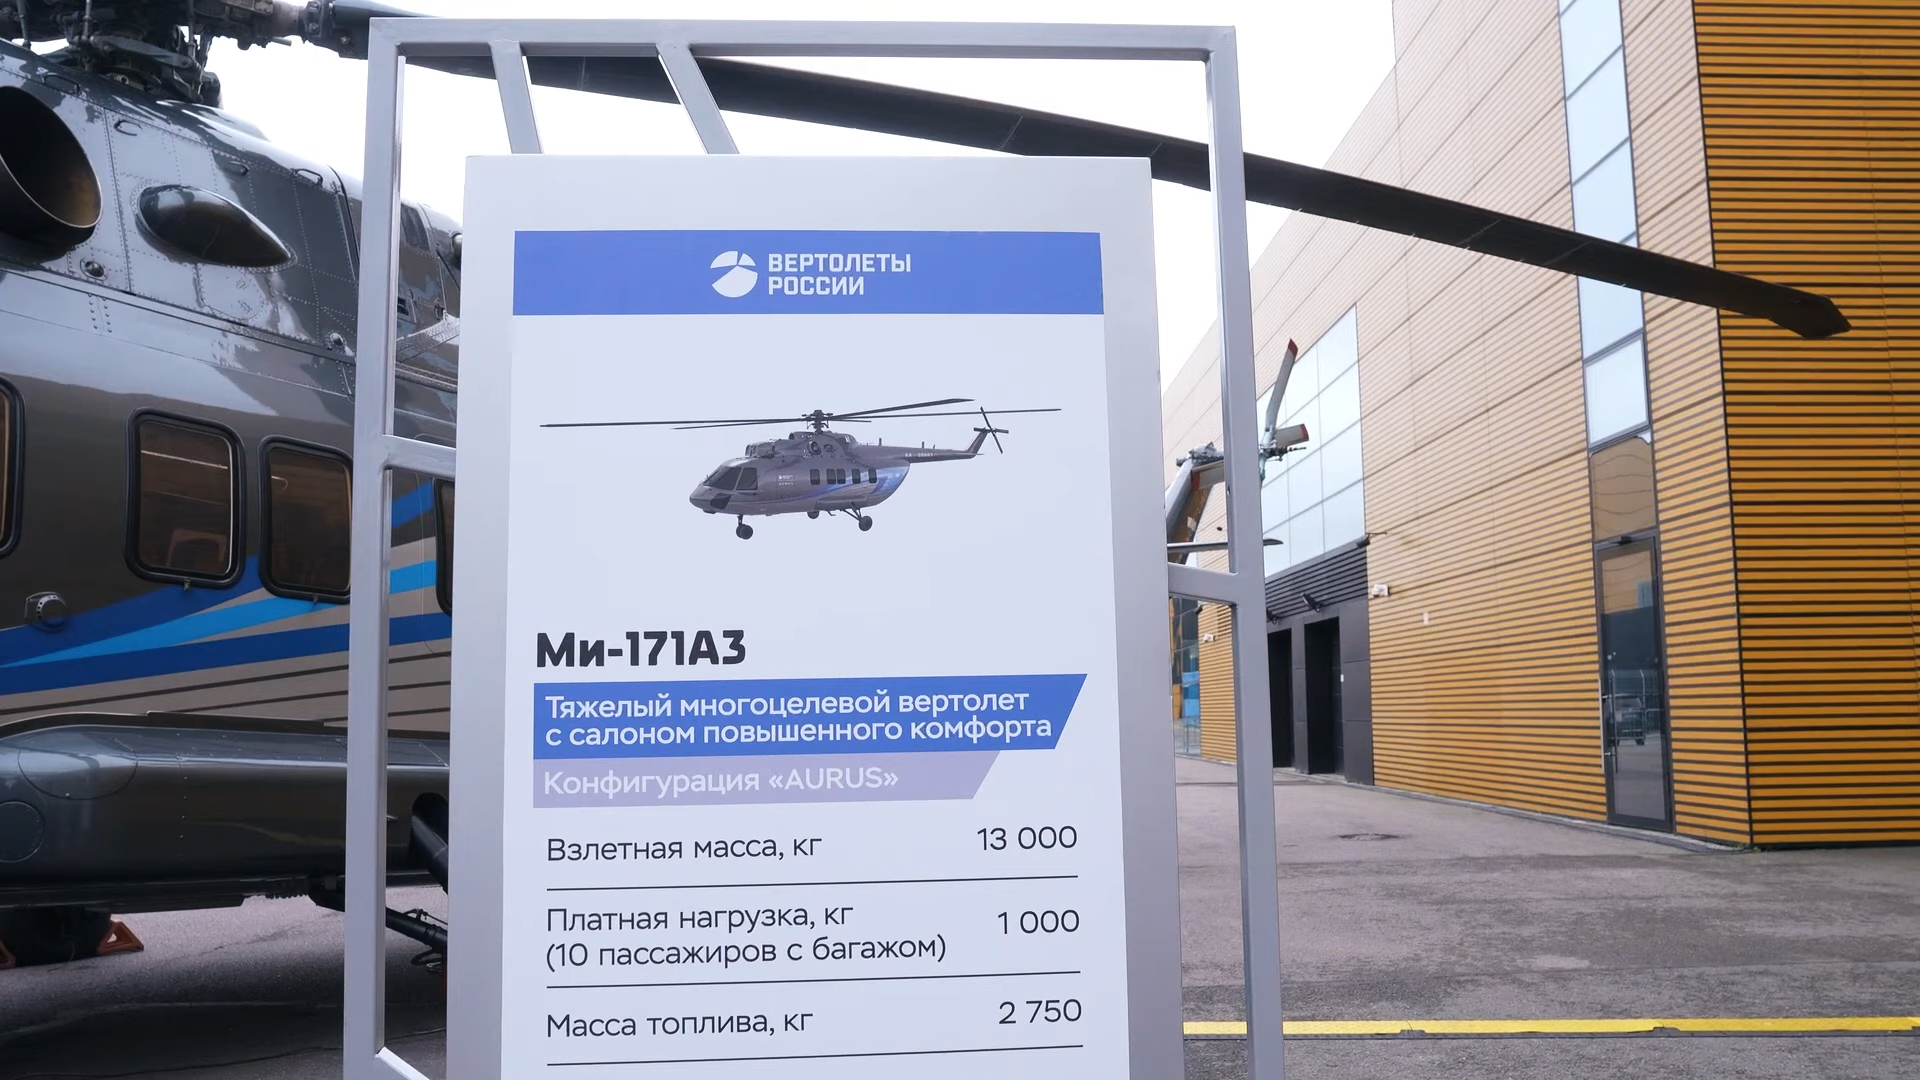 ВЕРТОЛЕТЫ
РОССИИ
Ми-171А3
Тяжелый многоцелевой вертолет
с салоном повышенного комфорта
Конфигурация «AURUS»
Взлетная масса, кг 13 000
Платная нагрузка, кг
(10 пассажиров с багажом) 1 000
Масса топлива, кг 2 750